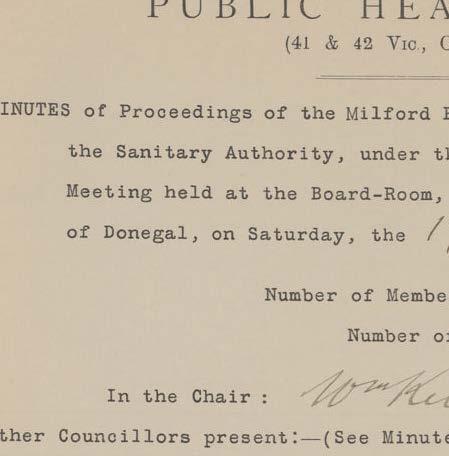 PUBLIC HEA
(41 & 42 VIC., C
INUTES of Proceedings of the Milford
the Sanitary Authority, under th
Meeting held at the Board-Room,
of Donegal, on Saturday, the 1
Number of Membe
Number o
In the Chair : Wm
ther Councillors present:—(See Minute